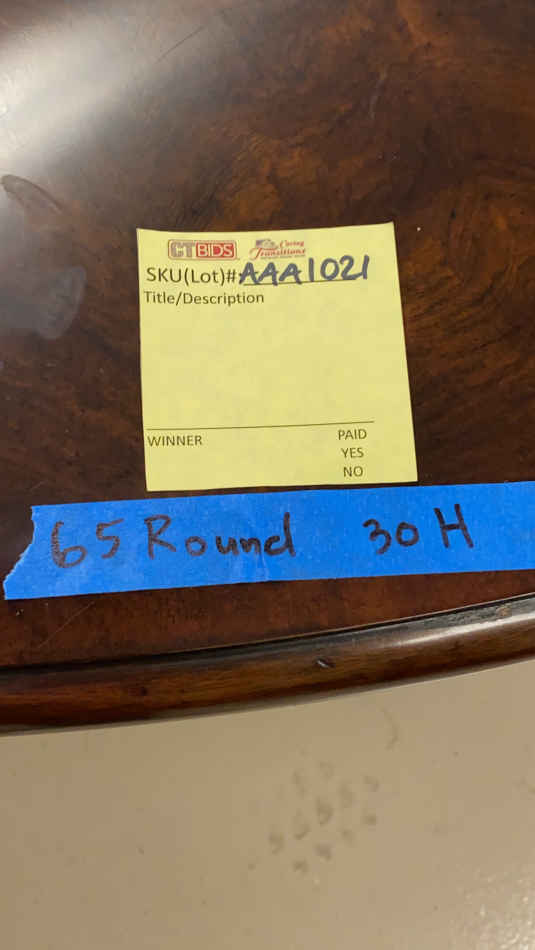 CTBIDS Caring Transitions
SKU(Lot)# AAA1021
Title/Description
WINNER PAID
YES
NO
65 Round 30 H